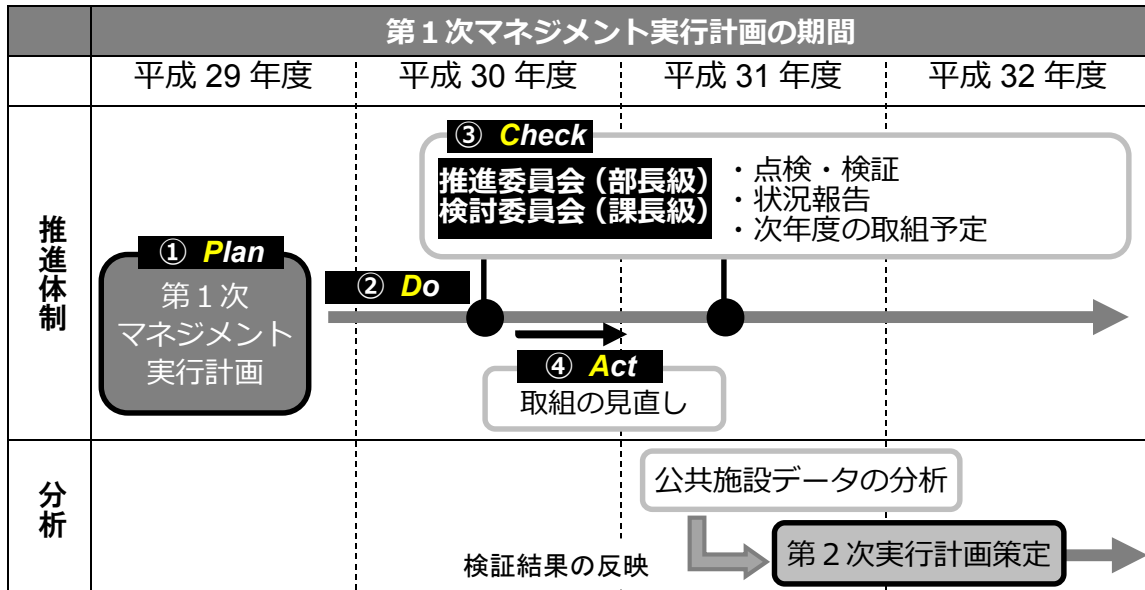 第１次マネジメント実行計画の期間
平成 29 年度
平成 30 年度
平成 31 年度
平成 32 年度
推進体制
③ Check
推進委員会（部長級）
検討委員会（課長級）
・点検・検証
・状況報告
・次年度の取組予定
① Plan
第１次
マネジメント
実行計画
② Do
④ Act
取組の見直し
分析
公共施設データの分析
検証結果の反映
第２次実行計画策定